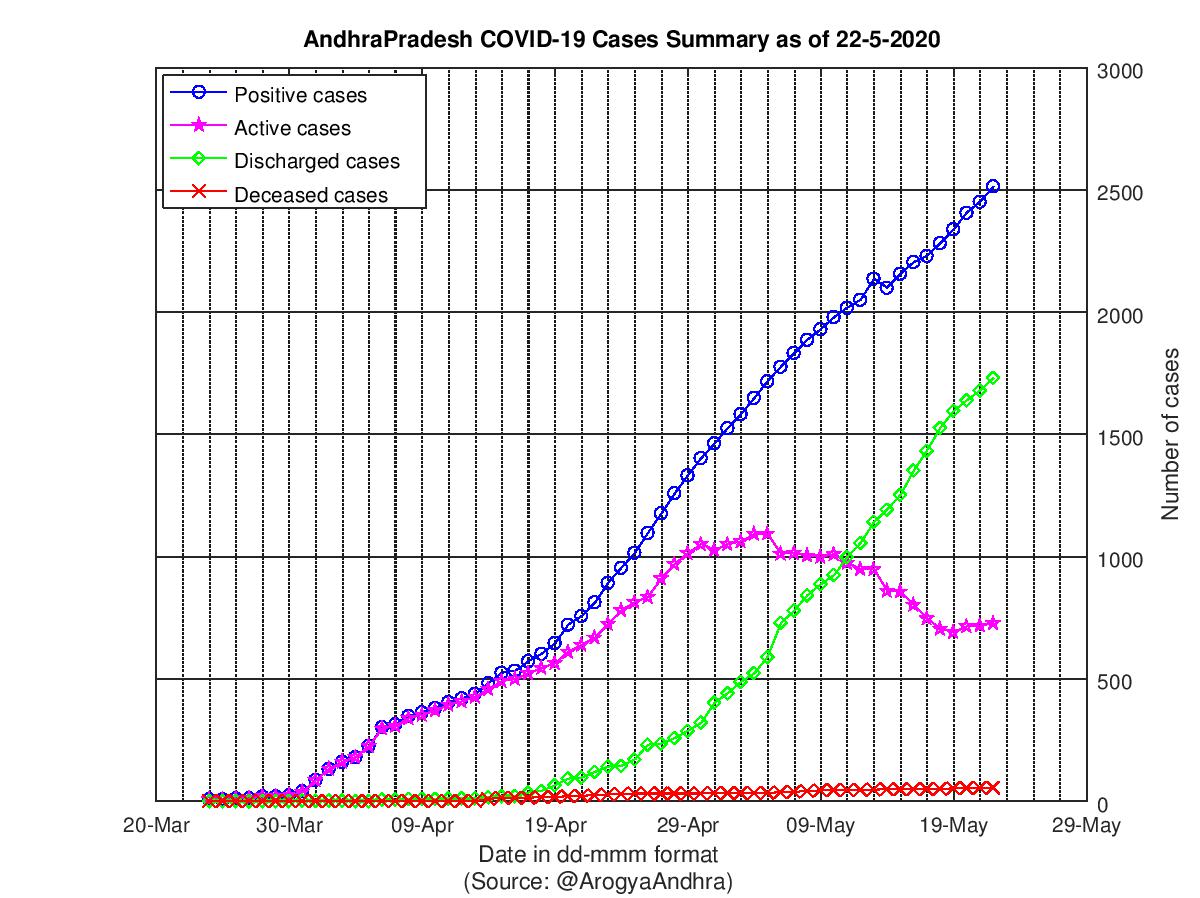 AndhraPradesh COVID-19 Cases Summary as of 22-5-2020
Positive cases
Active cases
Discharged cases
Deceased cases
3000
2500
2000
1500
1000
500
0
Number of cases
20-Mar 30-Mar 09-Apr 19-Apr 29-Apr 09-May 19-May 29-May
Date in dd-mmm format
(Source: @ArogyaAndhra)